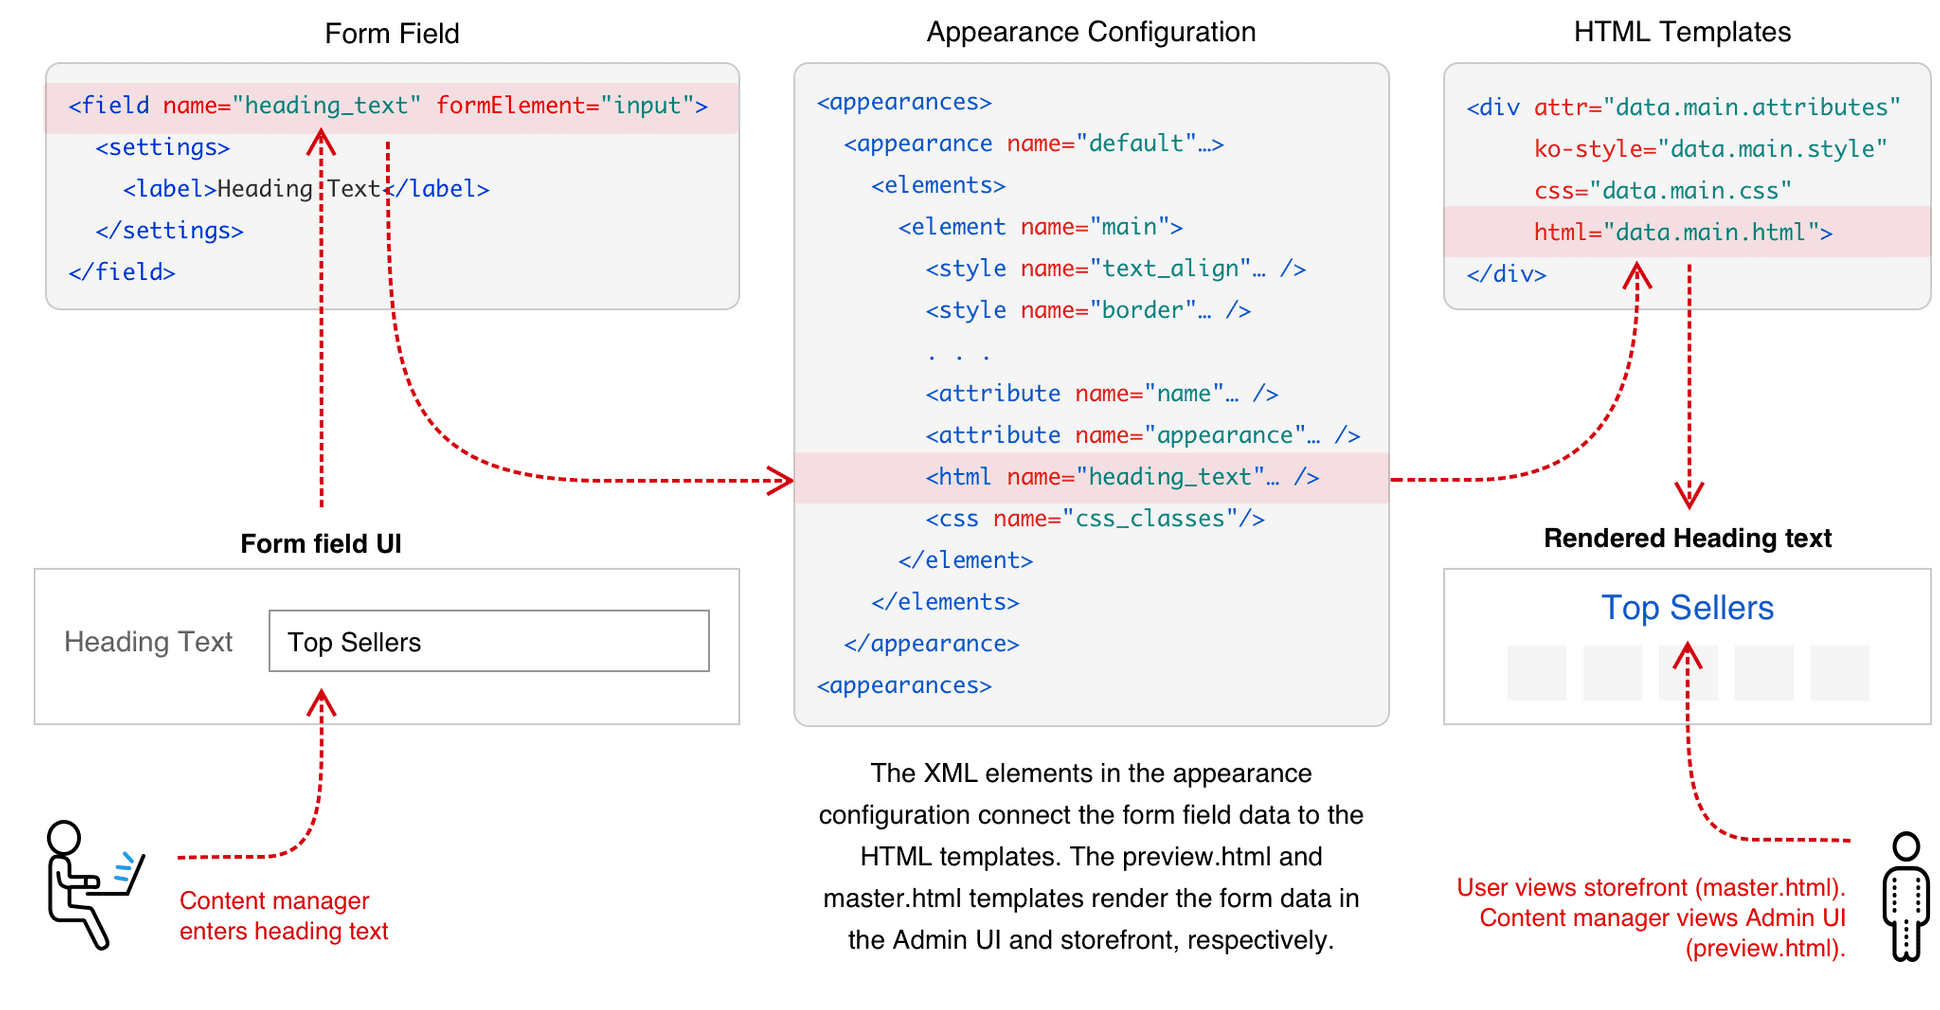 Form Field
<field name="heading_text" formElement="input">
<settings>
<label>Heading Text</label>
</settings>
</field>
Form field UI
Heading Text
Top Sellers
Content manager
enters heading text
Appearance Configuration
<appearances>
<appearance name="default"…>
<elements>
<element name="main">
<style name="text_align"… />
<style name="border"… />
. . .
<attribute name="name"… />
<attribute name="appearance"… />
<html name="heading_text"… />
<css name="css_classes"/>
</element>
</elements>
</appearance>
<appearances>
The XML elements in the appearance
configuration connect the form field data to the
HTML templates. The preview.html and
master.html templates render the form data in
the Admin UI and storefront, respectively.
HTML Templates
<div attr="data.main.attributes"
ko-style="data.main.style"
css="data.main.css"
html="data.main.html">
</div>
Rendered Heading text
Top Sellers
User views storefront (master.html).
Content manager views Admin UI
(preview.html).